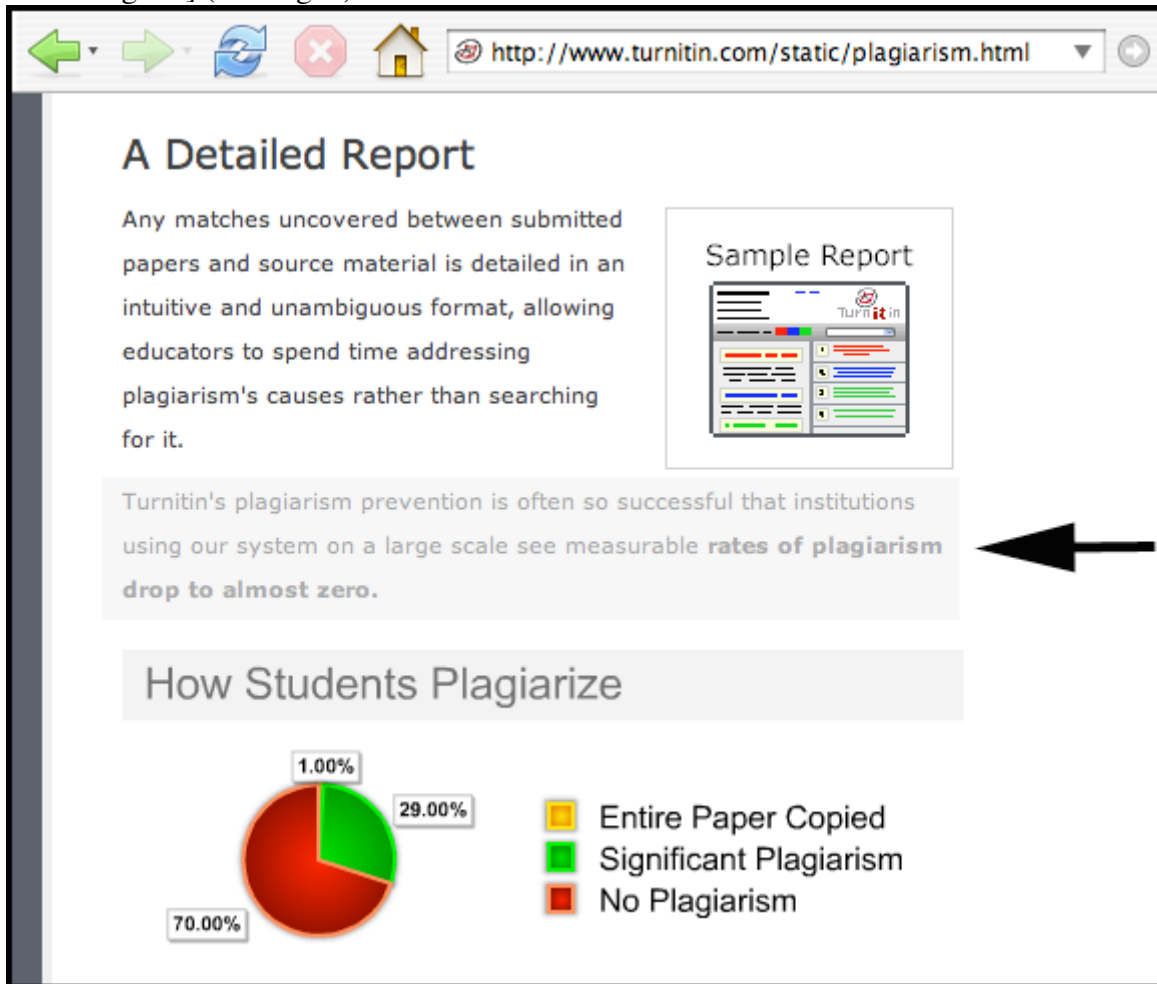 http://www.turnitin.com/static/plagiarism.html
A Detailed Report
Any matches uncovered between submitted
papers and source material is detailed in an
intuitive and unambiguous format, allowing
educators to spend time addressing
plagiarism's causes rather than searching
for it.
Sample Report
Turnitin
1
3
Turnitin's plagiarism prevention is often so successful that institutions
using our system on a large scale see measurable rates of plagiarism
drop to almost zero.
How Students Plagiarize
1.00%
29.00%
70.00%
Entire Paper Copied
Significant Plagiarism
No Plagiarism